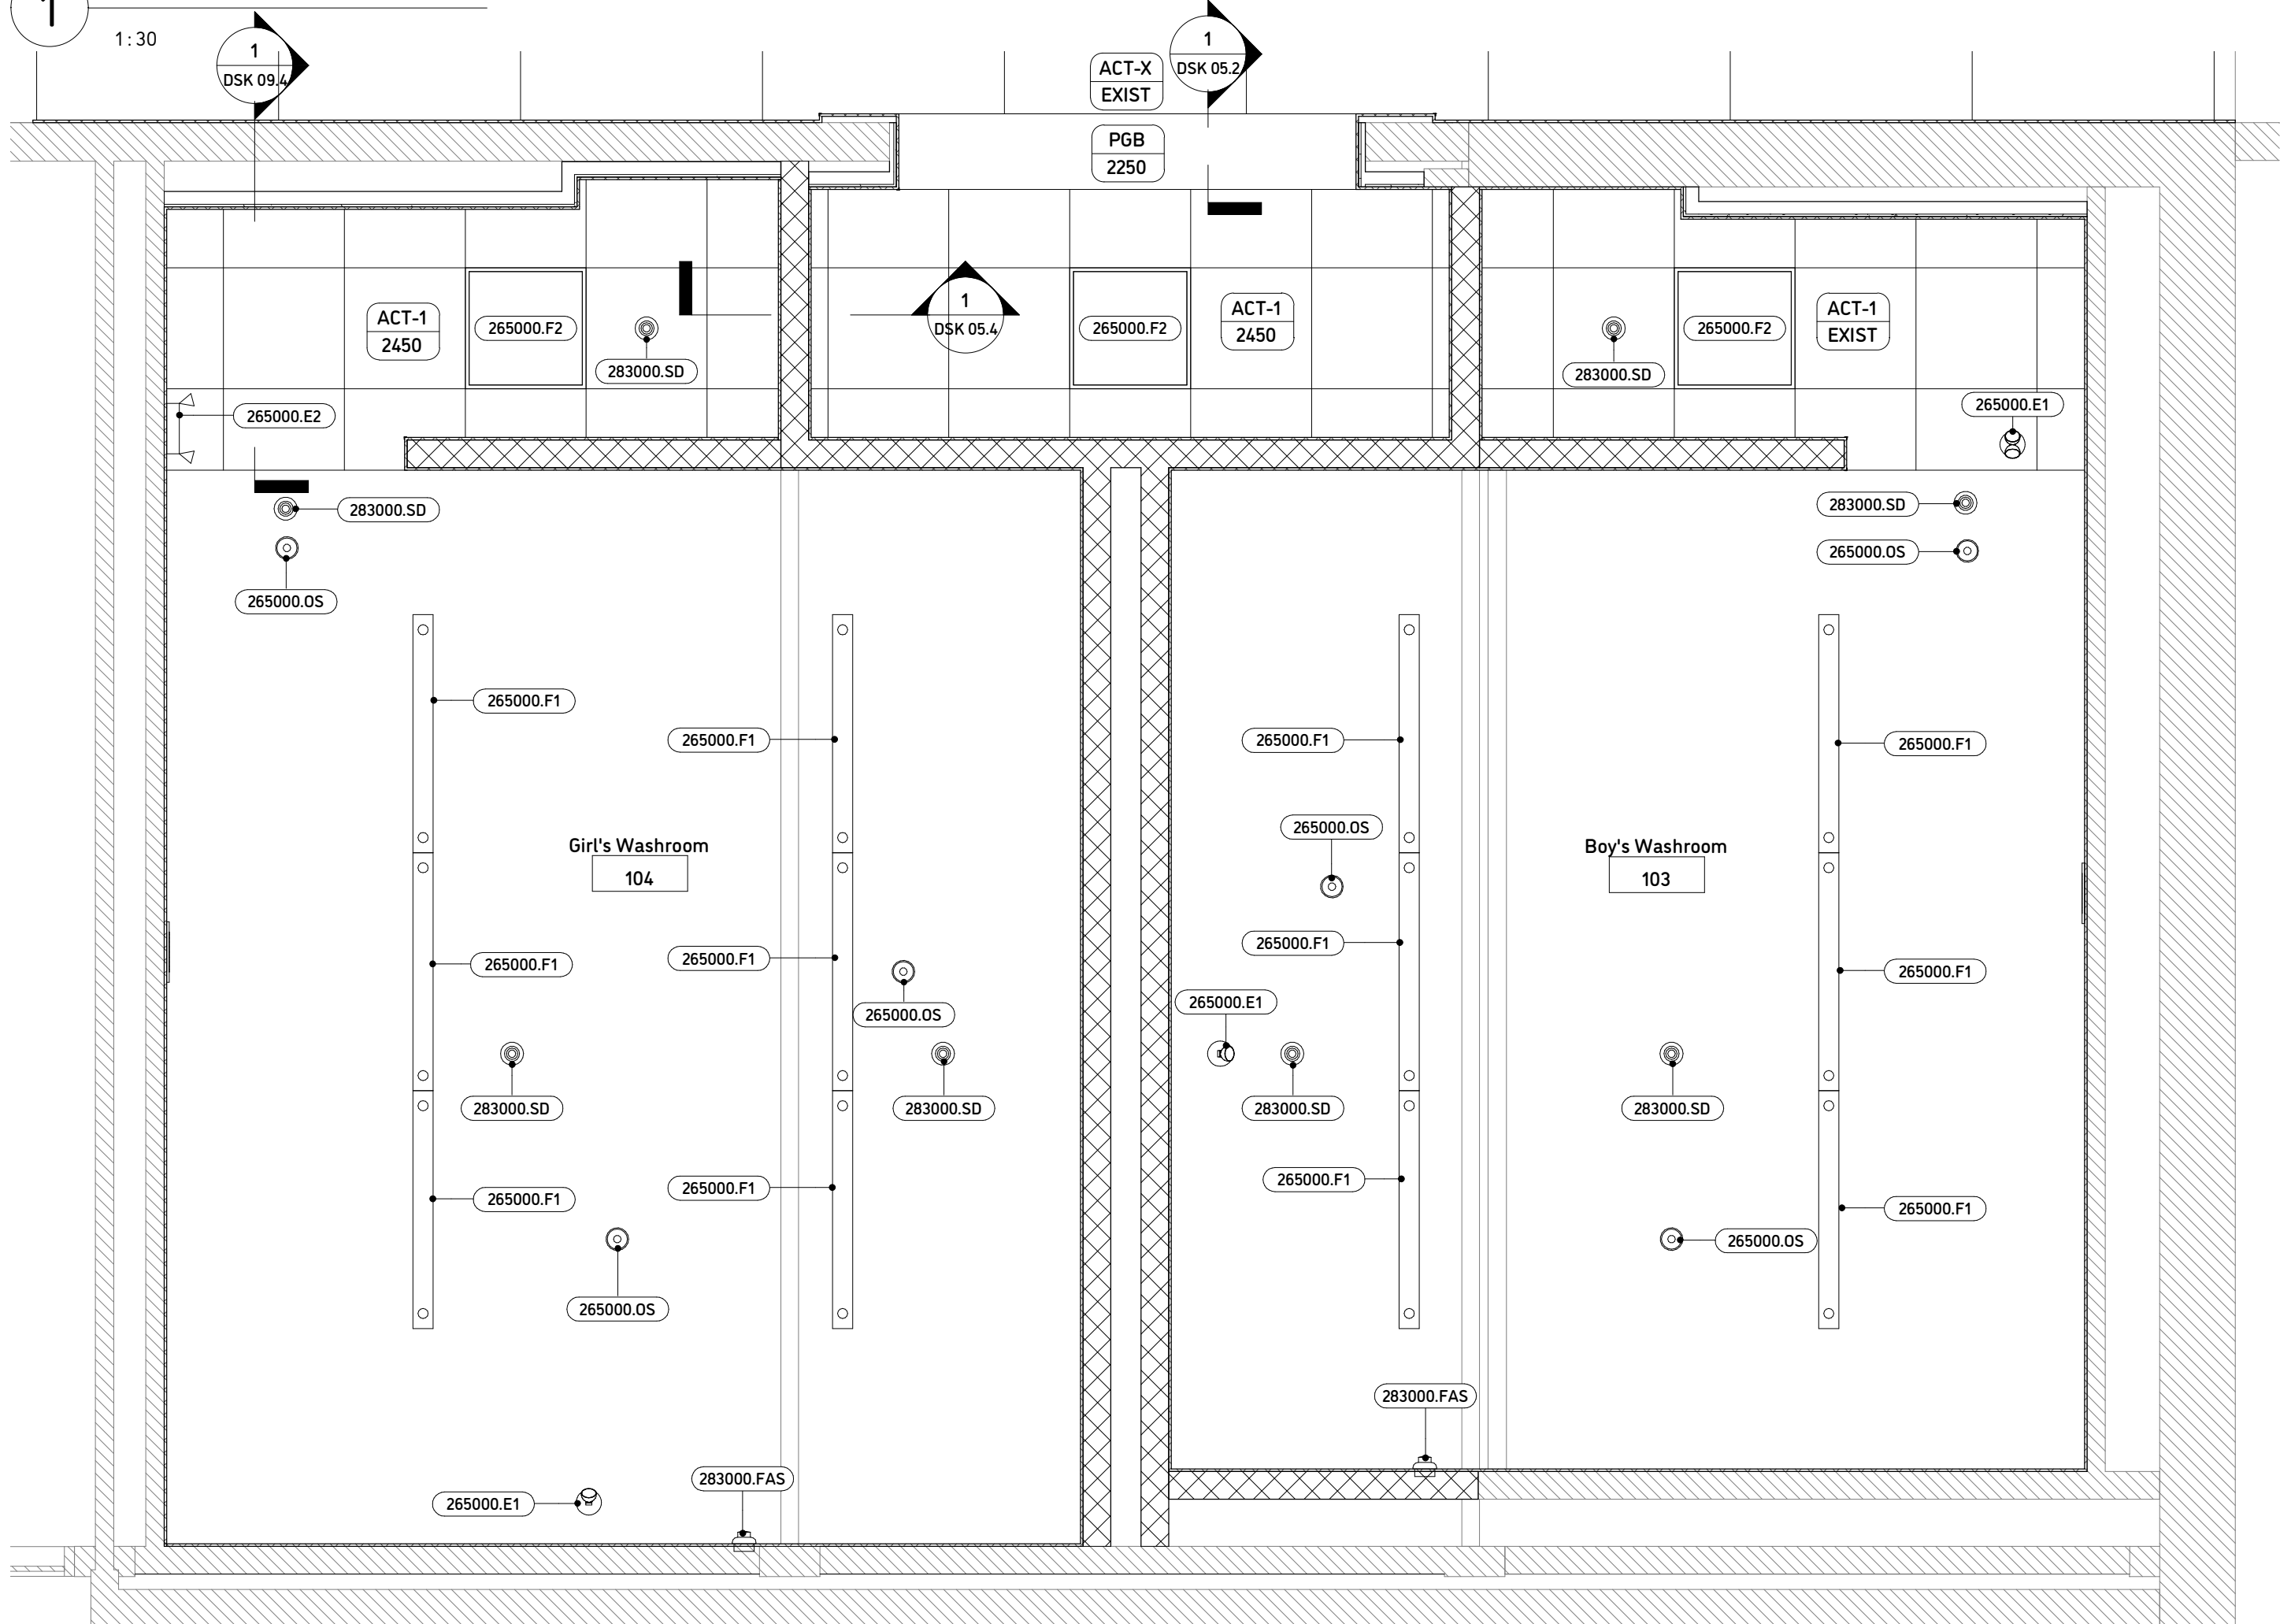 1
1:30
1
DSK 09.4
1
DSK 05.2
ACT-X
EXIST
PGB
2250
ACT-1
2450
265000.F2
283000.SD
1
DSK 05.4
265000.F2
ACT-1
2450
283000.SD
265000.F2
ACT-1
EXIST
265000.E2
265000.E1
283000.SD
283000.SD
265000.OS
265000.OS
265000.F1
265000.F1
265000.F1
265000.F1
265000.OS
Girl's Washroom
104
Boy's Washroom
103
265000.F1
265000.F1
265000.F1
265000.F1
265000.OS
265000.E1
283000.SD
283000.SD
283000.SD
283000.SD
265000.F1
265000.F1
265000.F1
265000.F1
265000.OS
265000.OS
283000.FAS
283000.FAS
265000.E1